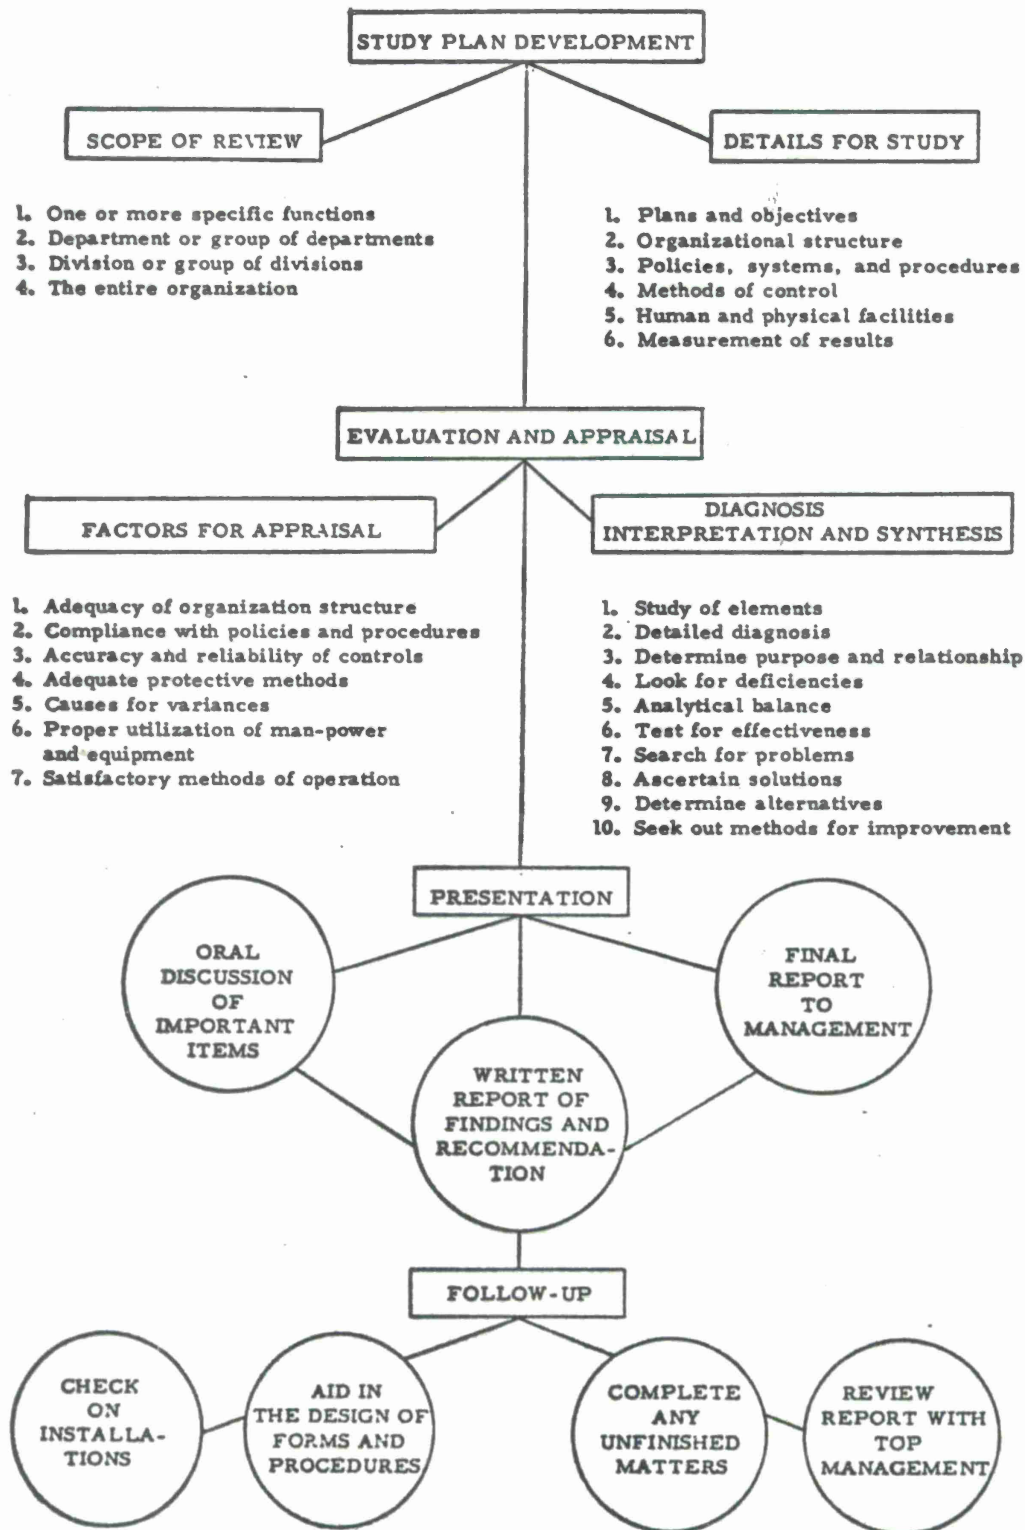 STUDY PLAN DEVELOPMENT
SCOPE OF REVIEW
DETAILS FOR STUDY
1. One or more specific functions
2. Department or group of departments
3. Division or group of divisions
4. The entire organization
1. Plans and objectives
2. Organizational structure
3. Policies, systems, and procedures
4. Methods of control
5. Human and physical facilities
6. Measurement of results
EVALUATION AND APPRAISAL
FACTORS FOR APPRAISAL
DIAGNOSIS
INTERPRETATION AND SYNTHESIS
1. Adequacy of organization structure
2. Compliance with policies and procedures
3. Accuracy and reliability of controls
4. Adequate protective methods
5. Causes for variances
6. Proper utilization of man-power
and equipment
7. Satisfactory methods of operation
1. Study of elements
2. Detailed diagnosis
3. Determine purpose and relationship
4. Look for deficiencies
5. Analytical balance
6. Test for effectiveness
7. Search for problems
8. Ascertain solutions
9. Determine alternatives
10. Seek out methods for improvement
PRESENTATION
ORAL
DISCUSSION
OF
IMPORTANT
ITEMS
WRITTEN
REPORT OF
FINDINGS AND
RECOMMENDA-
TION
FINAL
REPORT
TO
MANAGEMENT
FOLLOW-UP
CHECK
ON
INSTALLA-
TIONS
AID IN
THE DESIGN OF
FORMS AND
PROCEDURES
COMPLETE
ANY
UNFINISHED
MATTERS
REVIEW
REPORT WITH
TOP
MANAGEMENT